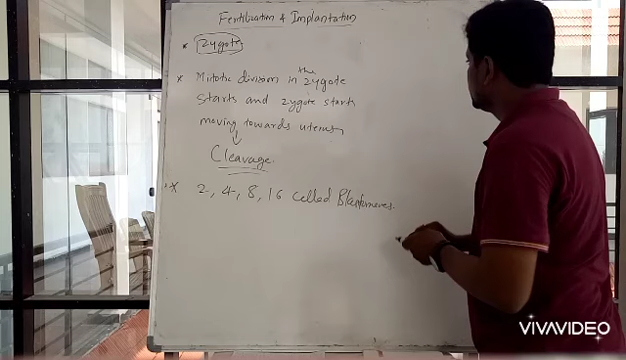 Fertilization & Implantation
* Zygote
* Mitotic division in the zygote
starts and zygote starts
moving towards uterus,
↓
Cleavage.
* 2, 4, 8, 16 celled Blastomeres.
VIVAVIDEO